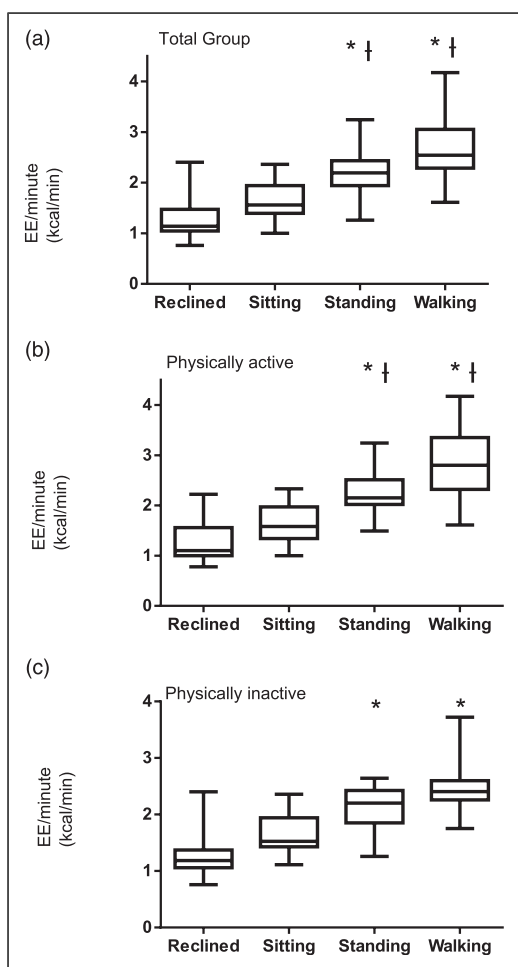 (a)
Total Group
* ƚ * ƚ
EE/minute
(kcal/min)
4
3
2
1
0
Reclined Sitting Standing Walking
(b)
Physically active
* ƚ * ƚ
EE/minute
(kcal/min)
4
3
2
1
0
Reclined Sitting Standing Walking
(c)
Physically inactive
* *
EE/minute
(kcal/min)
4
3
2
1
0
Reclined Sitting Standing Walking